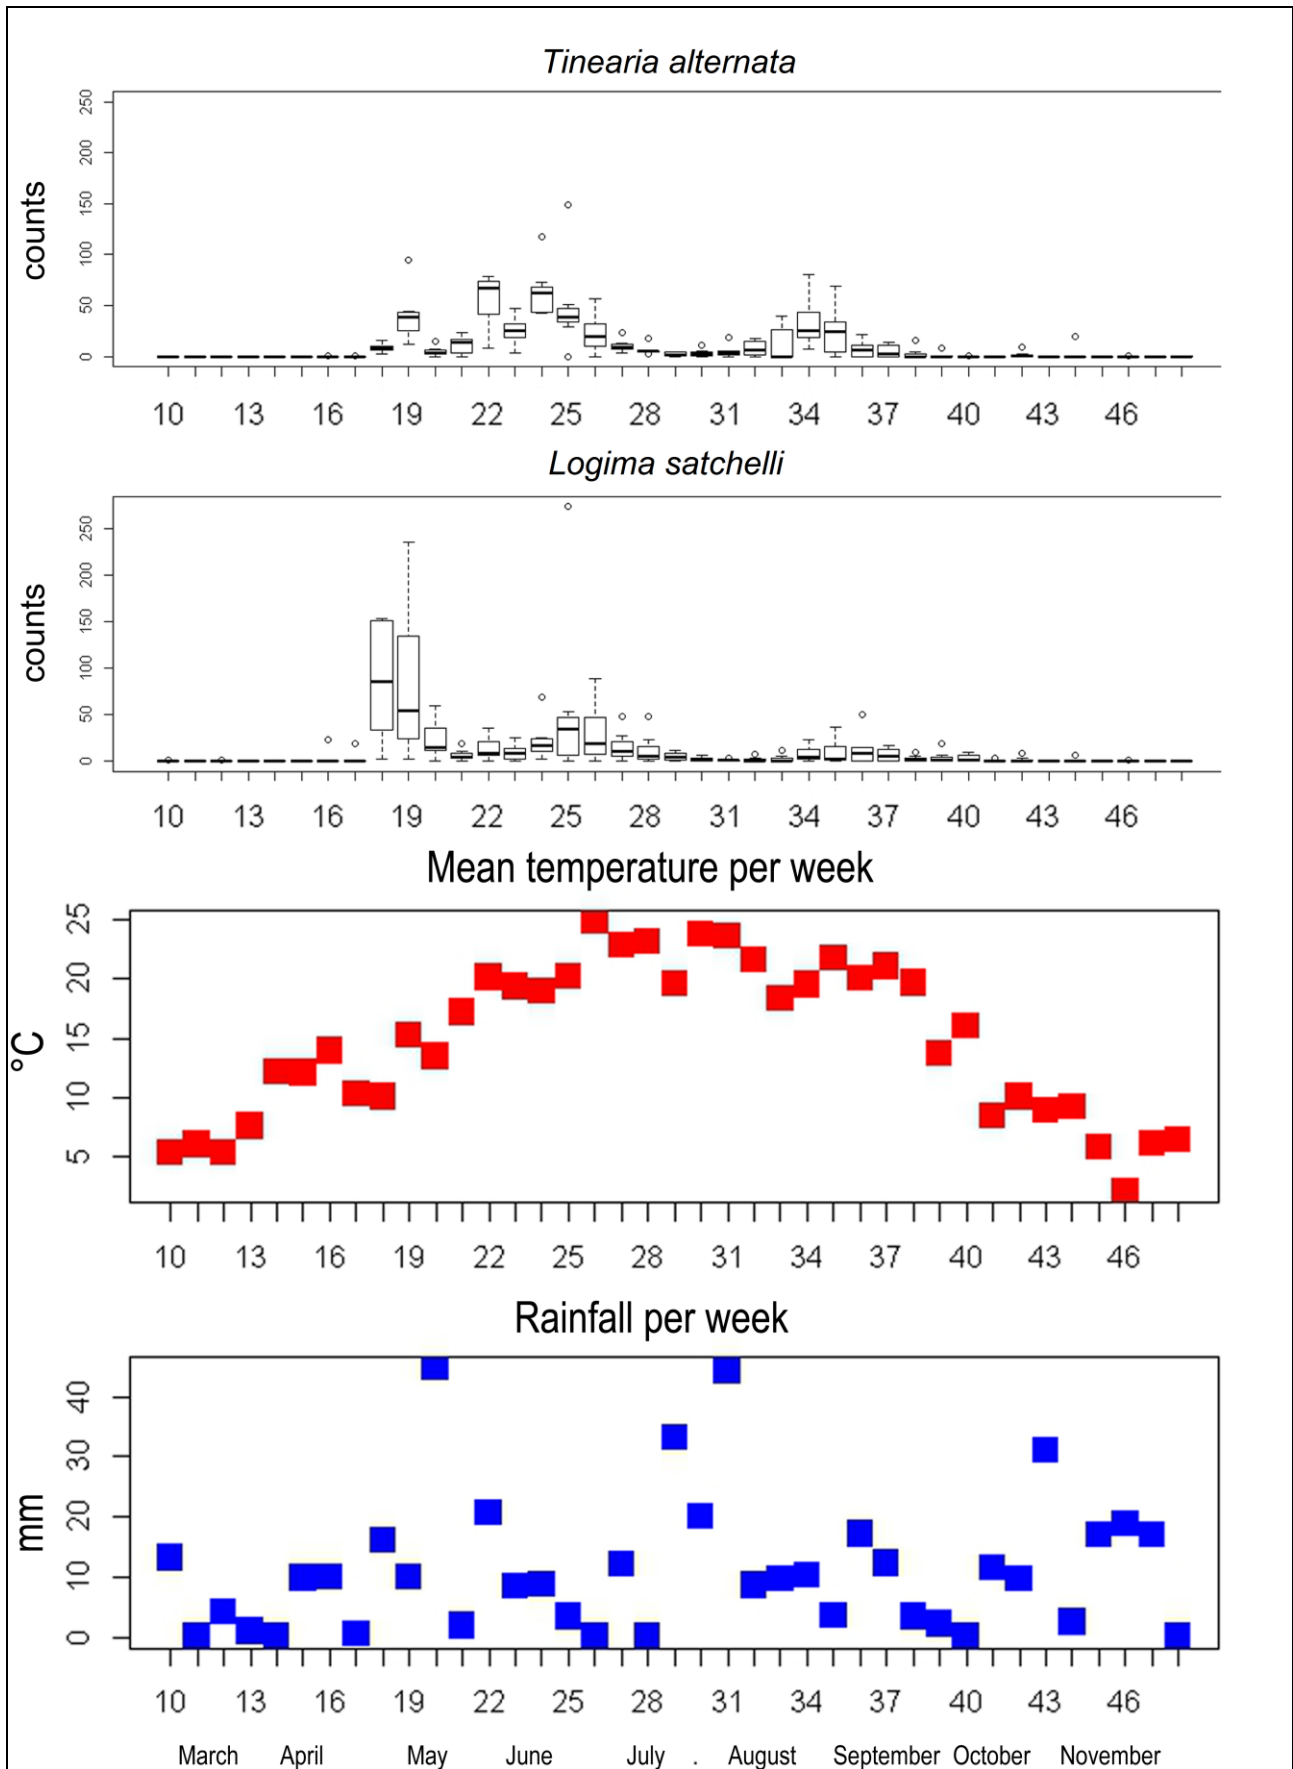 Tinearia alternata
counts
250
200
150
100
50
0
10 13 16 19 22 25 28 31 34 37 40 43 46
Logima satchelli
counts
250
200
150
100
50
0
10 13 16 19 22 25 28 31 34 37 40 43 46
Mean temperature per week
°C
25
20
15
10
5
10 13 16 19 22 25 28 31 34 37 40 43 46
Rainfall per week
mm
40
30
20
10
0
10 13 16 19 22 25 28 31 34 37 40 43 46
March April May June July . August September October November